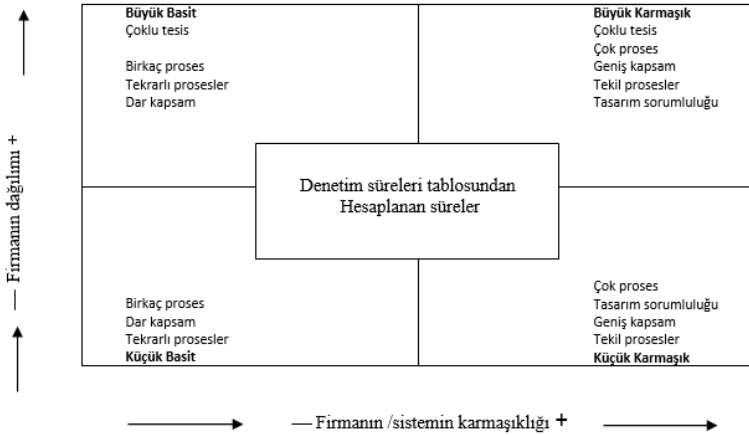 Büyük Basit
Çoklu tesis
Birkaç proses
Tekrarlı prosesler
Dar kapsam
Büyük Karmaşık
Çoklu tesis
Çok proses
Geniş kapsam
Tekil prosesler
Tasarım sorumluluğu
— Firmanın dağılımı +
Denetim süreleri tablosundan
Hesaplanan süreler
Birkaç proses
Dar kapsam
Tekrarlı prosesler
Küçük Basit
Çok proses
Tasarım sorumluluğu
Geniş kapsam
Tekil prosesler
Küçük Karmaşık
— Firmanın /sistemin karmaşıklığı +